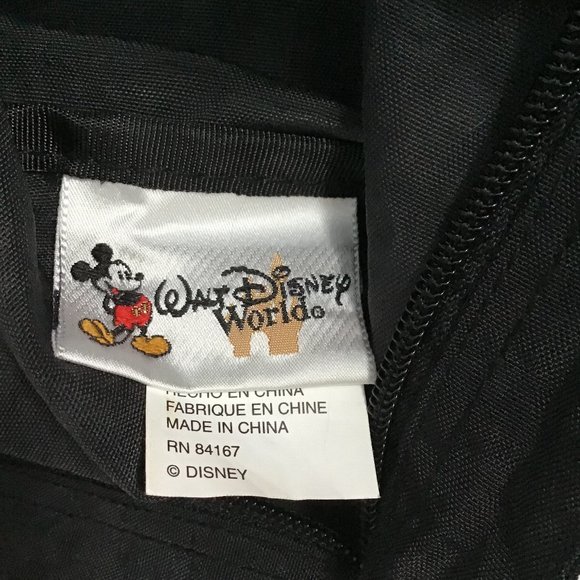 Walt Disney
World®
HECHO EN CHINA
FABRIQUE EN CHINE
MADE IN CHINA
RN 84167
© DISNEY